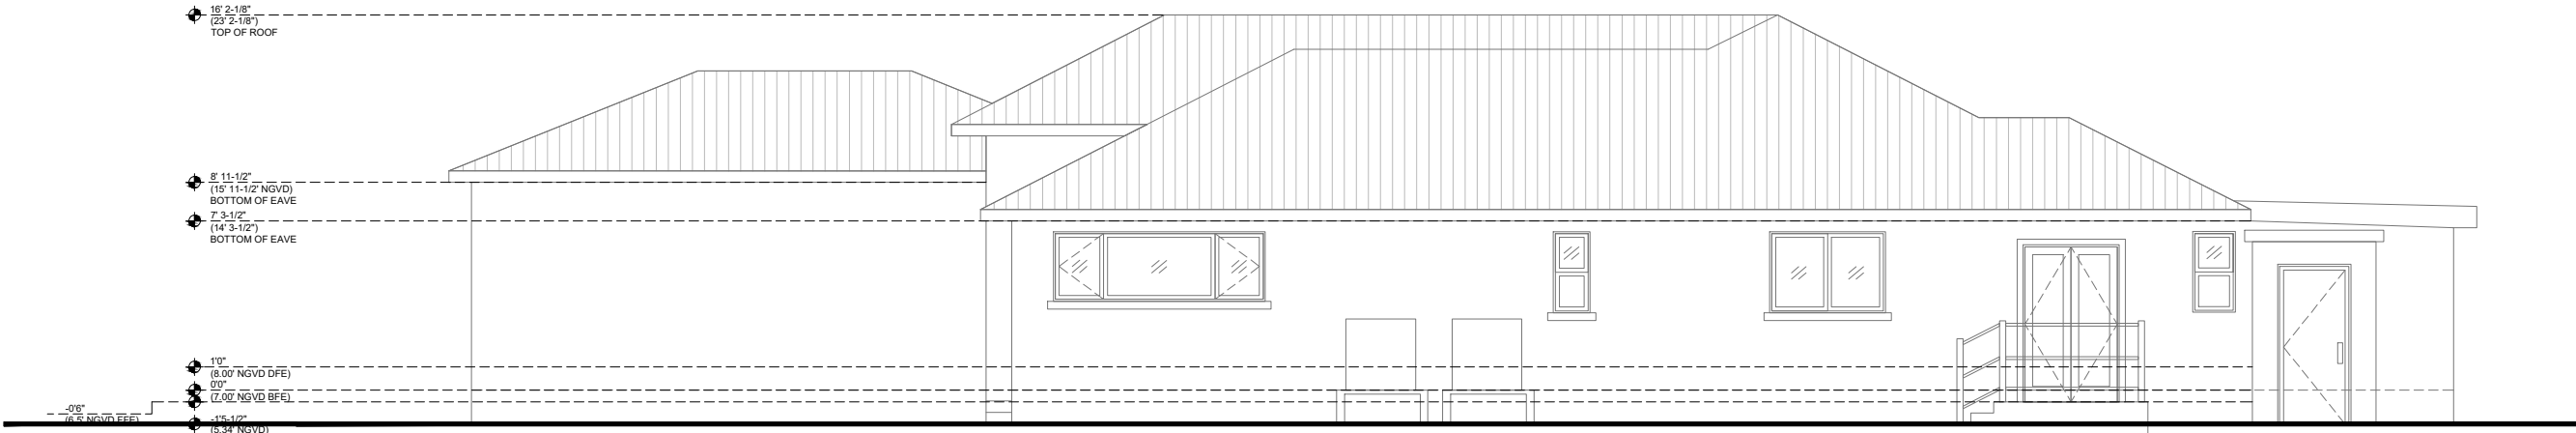 16' 2-1/8"
(23' 2-1/8")
TOP OF ROOF
8' 11-1/2"
(15' 11-1/2' NGVD)
BOTTOM OF EAVE
7' 3-1/2"
(14' 3-1/2")
BOTTOM OF EAVE
1'0"
(8.00' NGVD DFE)
0'0"
(7.00' NGVD BFE)
-0'6"
(6.5' NGVD FFE)
-1'5-1/2"
(5.34' NGVD)